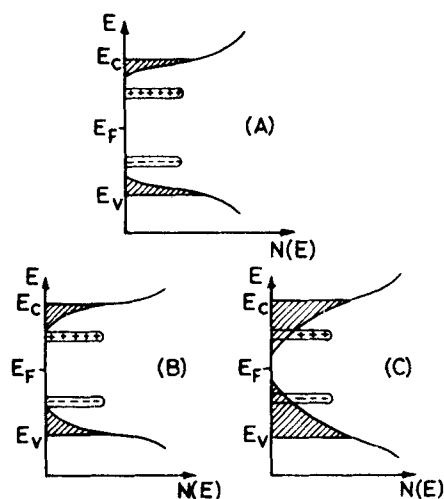 E
E_C
++++
E_F
(A)
----
E_V
N(E)
E
E_C
+++
E_F
(B)
---
E_V
N(E)
E
E_C
++
E_F
(C)
--
E_V
N(E)